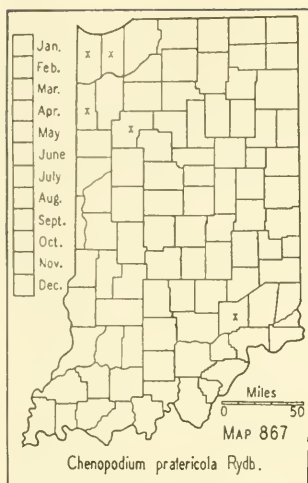 Jan.
Feb.
Mar.
Apr.
May
June
July
Aug.
Sept.
Oct.
Nov.
Dec.
x x
x
x
x
Miles
0 50
MAP 867
Chenopodium pratericola Rydb.